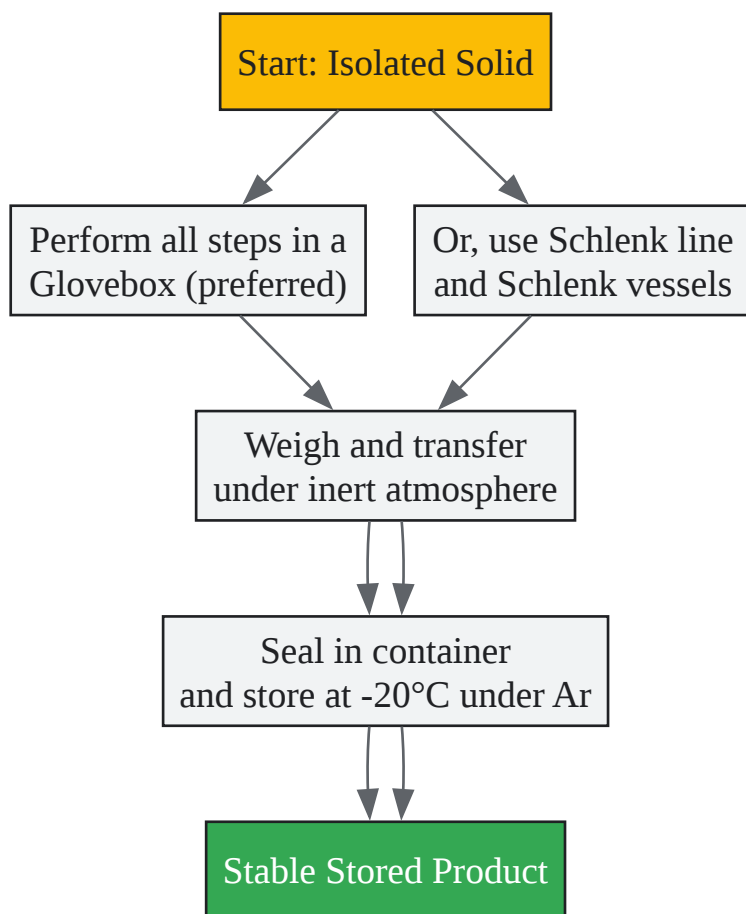 Start: Isolated Solid
Perform all steps in a
Glovebox (preferred)
Or, use Schlenk line
and Schlenk vessels
Weigh and transfer
under inert atmosphere
Seal in container
and store at -20°C under Ar
Stable Stored Product